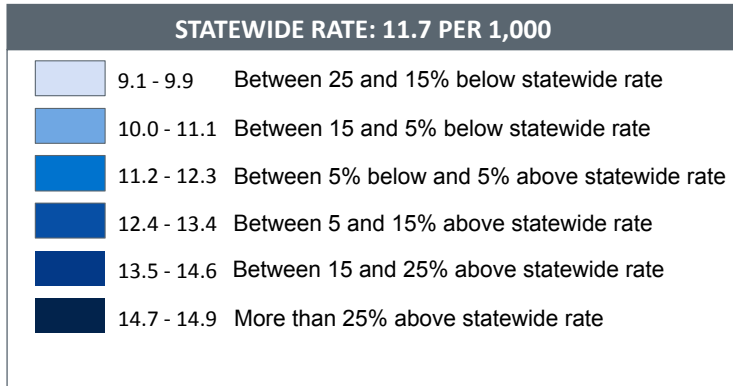 STATEWIDE RATE: 11.7 PER 1,000
9.1 - 9.9 Between 25 and 15% below statewide rate
10.0 - 11.1 Between 15 and 5% below statewide rate
11.2 - 12.3 Between 5% below and 5% above statewide rate
12.4 - 13.4 Between 5 and 15% above statewide rate
13.5 - 14.6 Between 15 and 25% above statewide rate
14.7 - 14.9 More than 25% above statewide rate